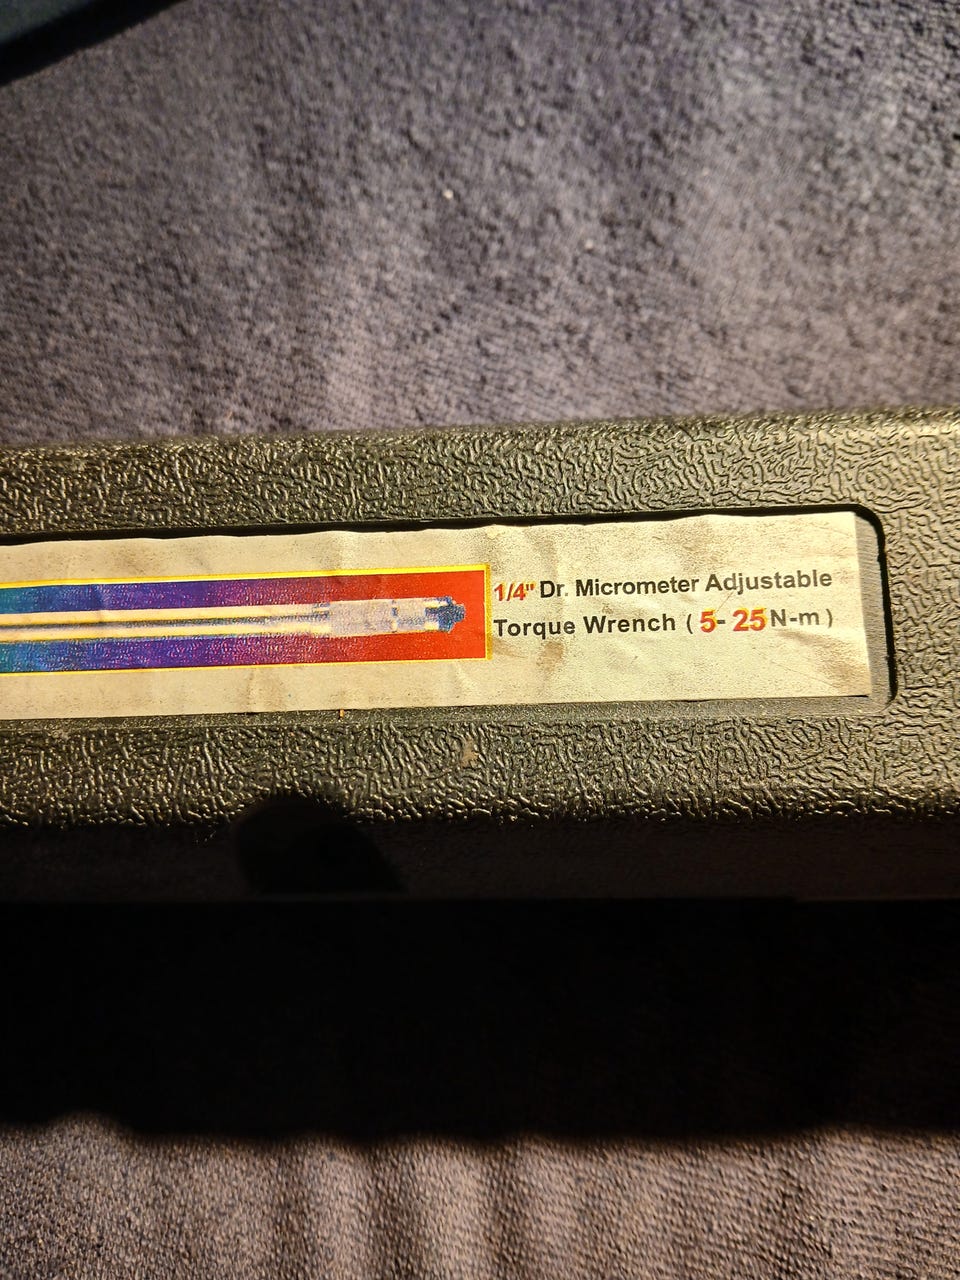 1/4" Dr. Micrometer Adjustable
Torque Wrench ( 5- 25 N-m )